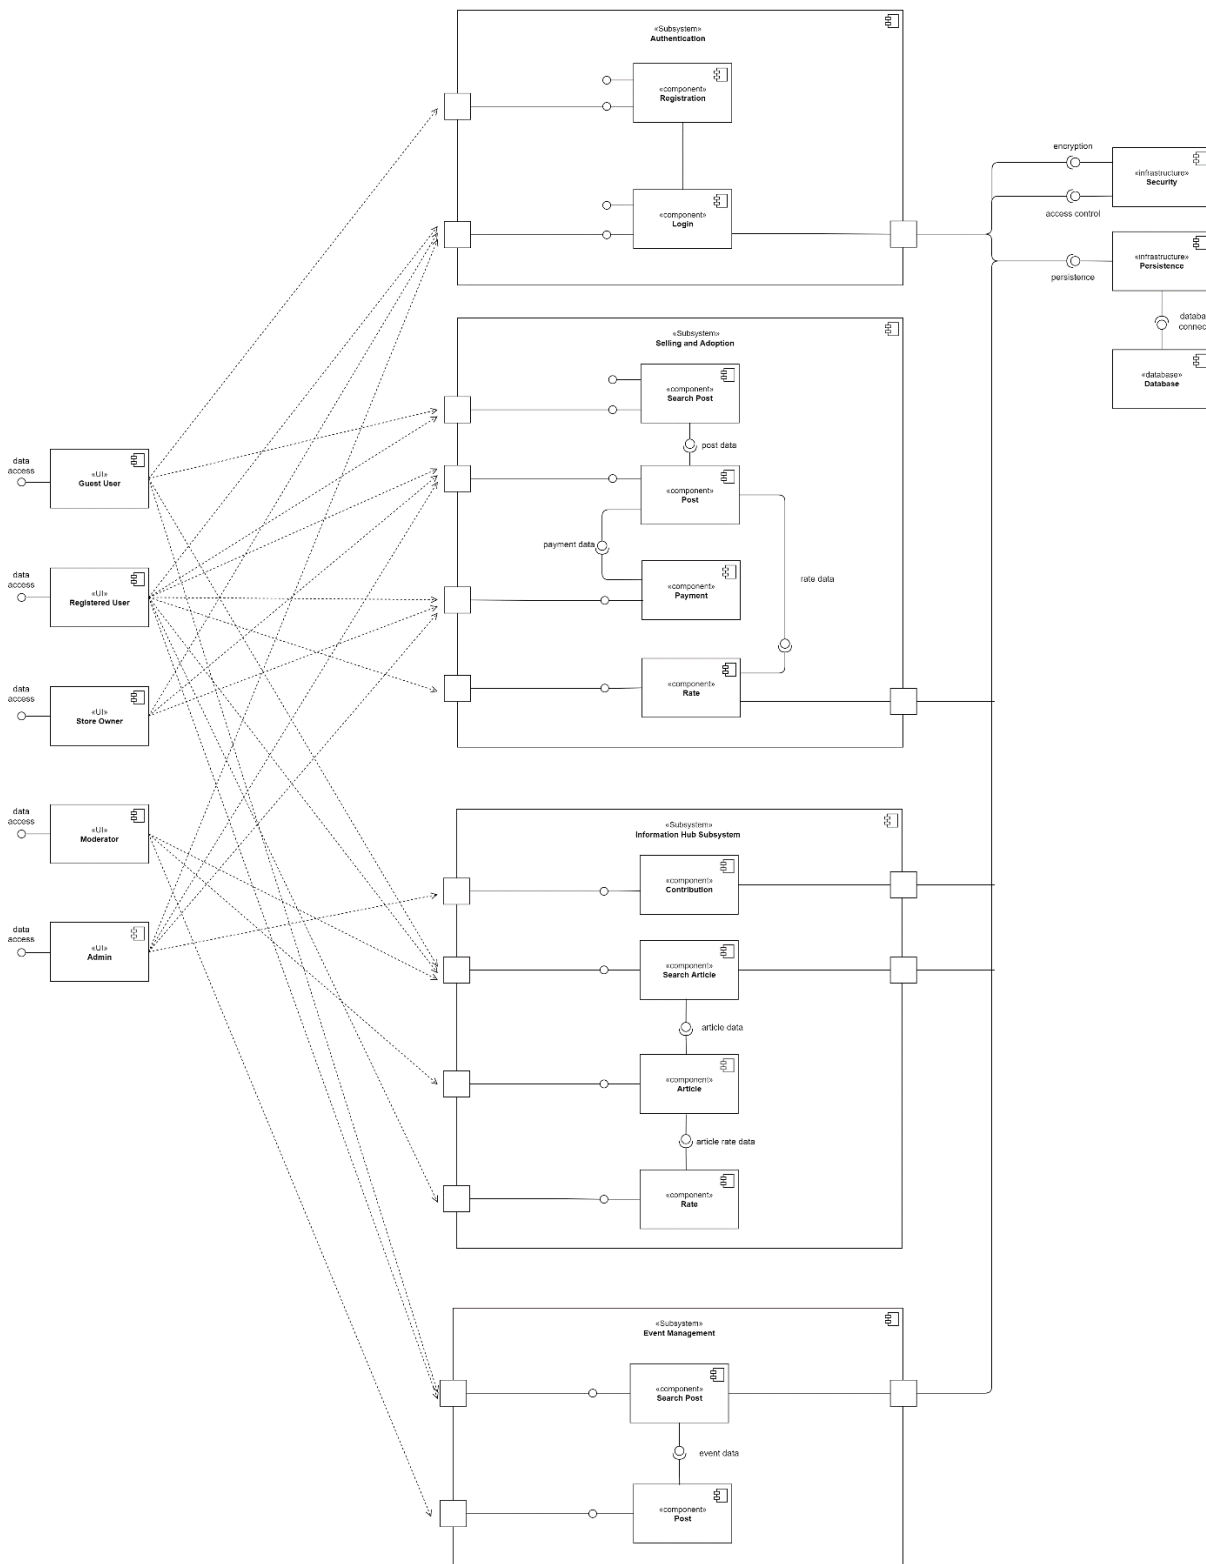 «Subsystem»
Authentication
«component»
Registration
«component»
Login
encryption
«infrastructure»
Security
access control
«infrastructure»
Persistence
persistence
«database»
Database
«Subsystem»
Selling and Adoption
«component»
Search Post
post data
«component»
Post
payment data
rate data
«component»
Payment
«component»
Rate
data
access
«UI»
Guest User
data
access
«UI»
Registered User
data
access
«UI»
Store Owner
data
access
«UI»
Moderator
data
access
«UI»
Admin
«Subsystem»
Information Hub Subsystem
«component»
Contribution
«component»
Search Article
article data
«component»
Article
article rate data
«component»
Rate
«Subsystem»
Event Management
«component»
Search Post
event data
«component»
Post